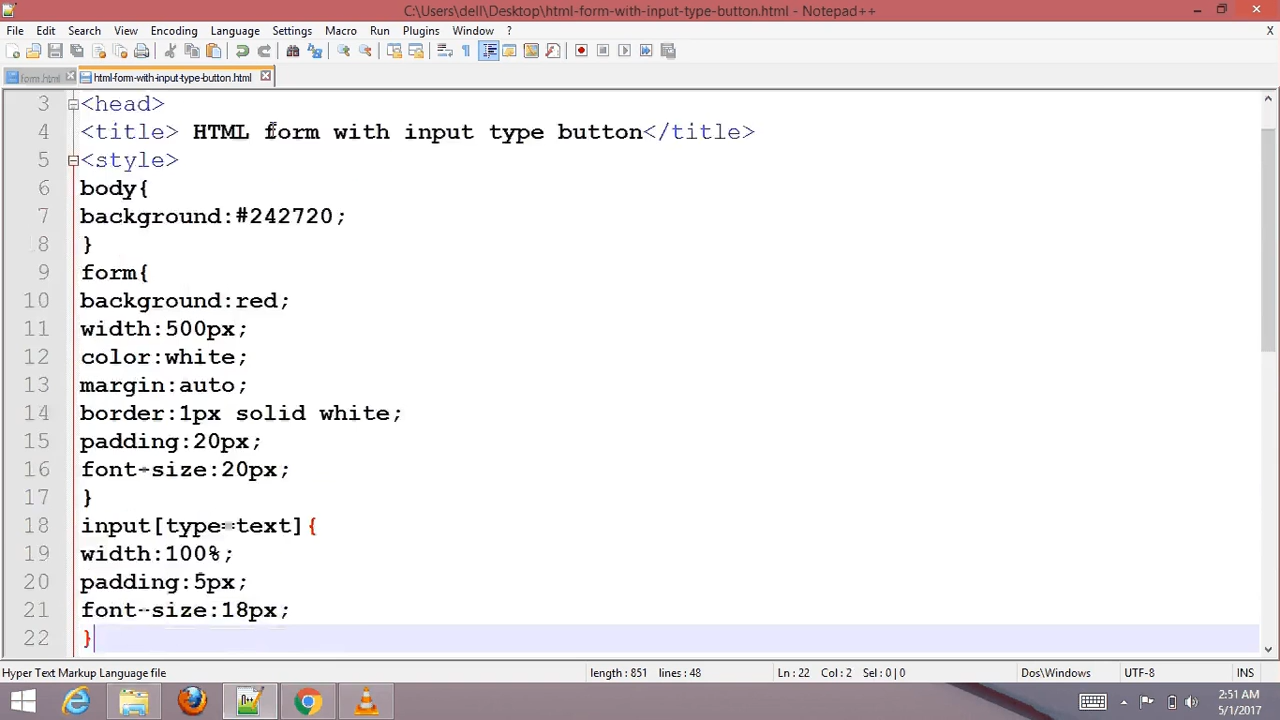 C:\Users\dell\Desktop\html-form-with-input-type-button.html - Notepad++
File Edit Search View Encoding Language Settings Macro Run Plugins Window ? X
form.html html-form-with-input-type-button.html
3 <head>
4 <title> HTML form with input type button</title>
5 <style>
6 body{
7 background:#242720;
8 }
9 form{
10 background:red;
11 width:500px;
12 color:white;
13 margin:auto;
14 border:1px solid white;
15 padding:20px;
16 font-size:20px;
17 }
18 input[type=text]{
19 width:100%;
20 padding:5px;
21 font-size:18px;
22 }
Hyper Text Markup Language file length : 851 lines : 48 Ln : 22 Col : 2 Sel : 0 | 0 Dos\Windows UTF-8 INS
2:51 AM
5/1/2017